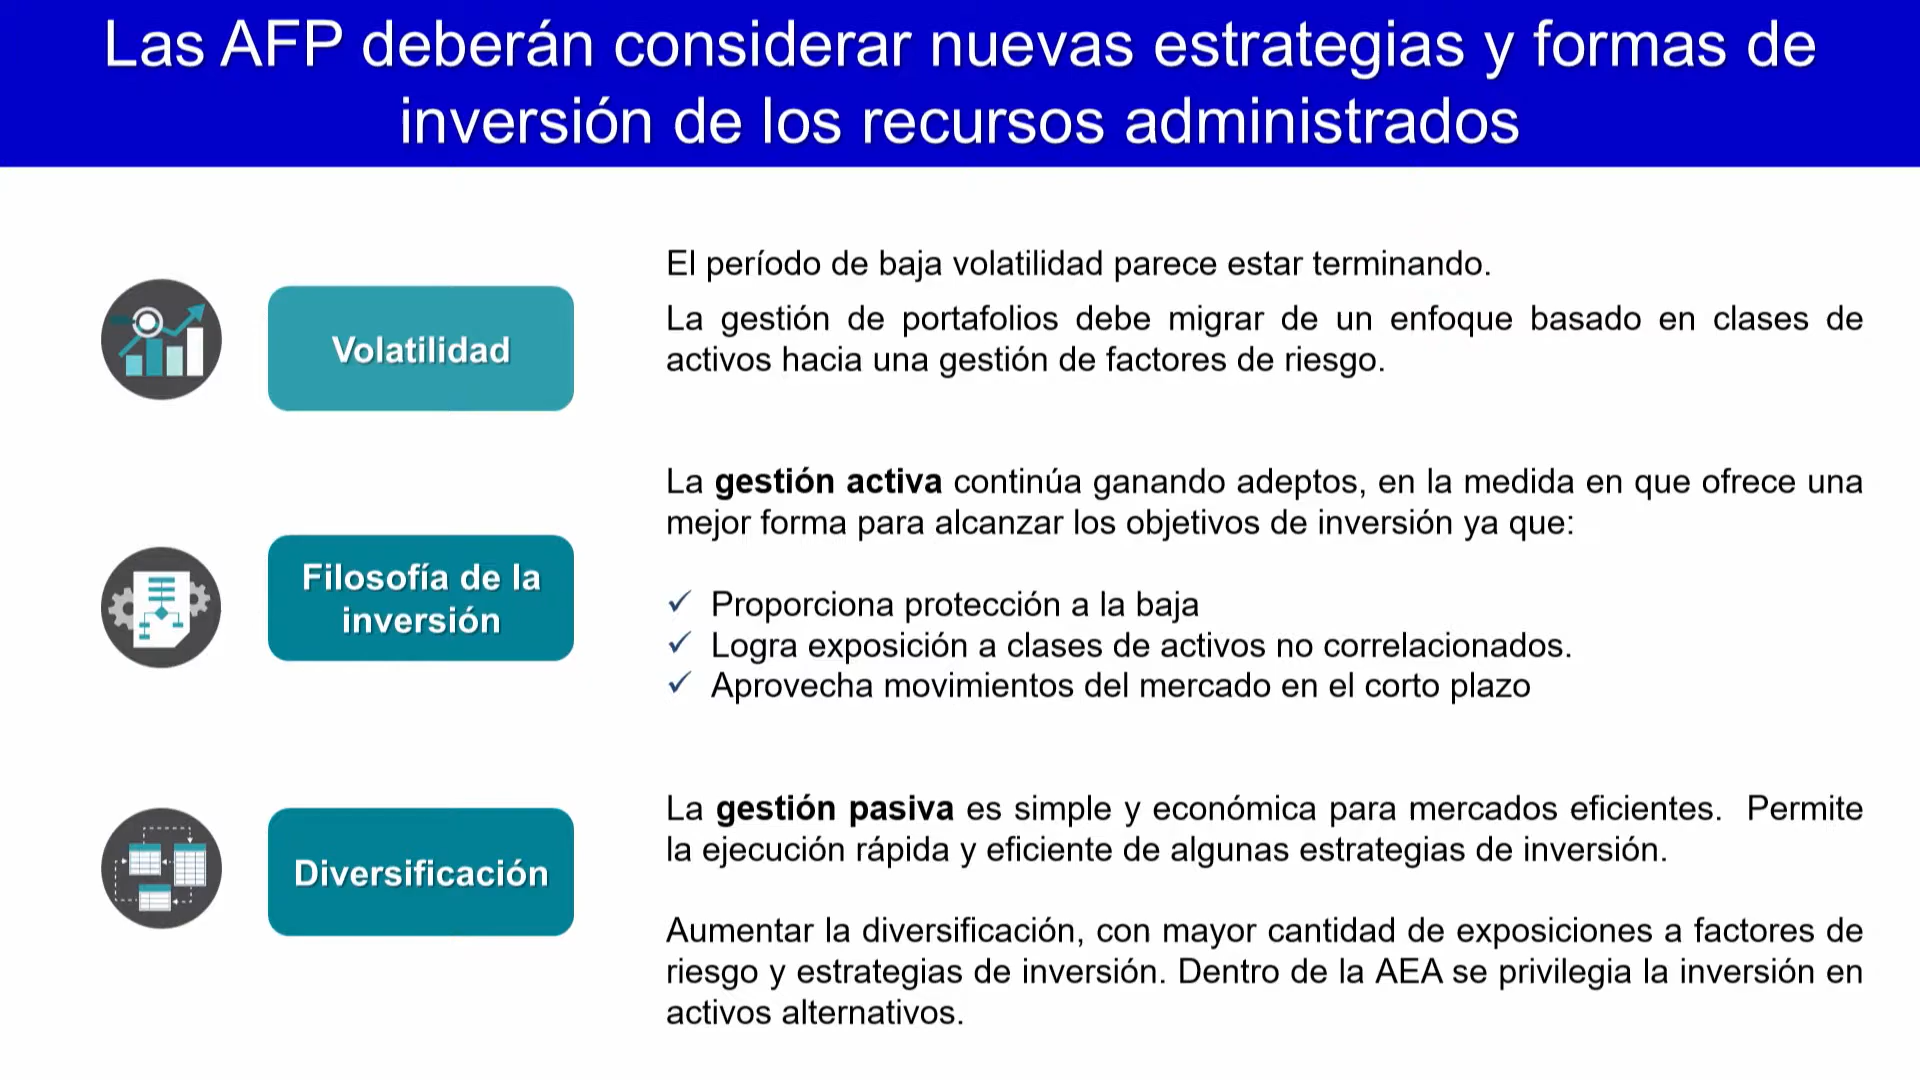 Las AFP deberán considerar nuevas estrategias y formas de
inversión de los recursos administrados
Volatilidad
El período de baja volatilidad parece estar terminando.
La gestión de portafolios debe migrar de un enfoque basado en clases de
activos hacia una gestión de factores de riesgo.
Filosofía de la
inversión
La gestión activa continúa ganando adeptos, en la medida en que ofrece una
mejor forma para alcanzar los objetivos de inversión ya que:
✓ Proporciona protección a la baja
✓ Logra exposición a clases de activos no correlacionados.
✓ Aprovecha movimientos del mercado en el corto plazo
Diversificación
La gestión pasiva es simple y económica para mercados eficientes.  Permite
la ejecución rápida y eficiente de algunas estrategias de inversión.
Aumentar la diversificación, con mayor cantidad de exposiciones a factores de
riesgo y estrategias de inversión. Dentro de la AEA se privilegia la inversión en
activos alternativos.